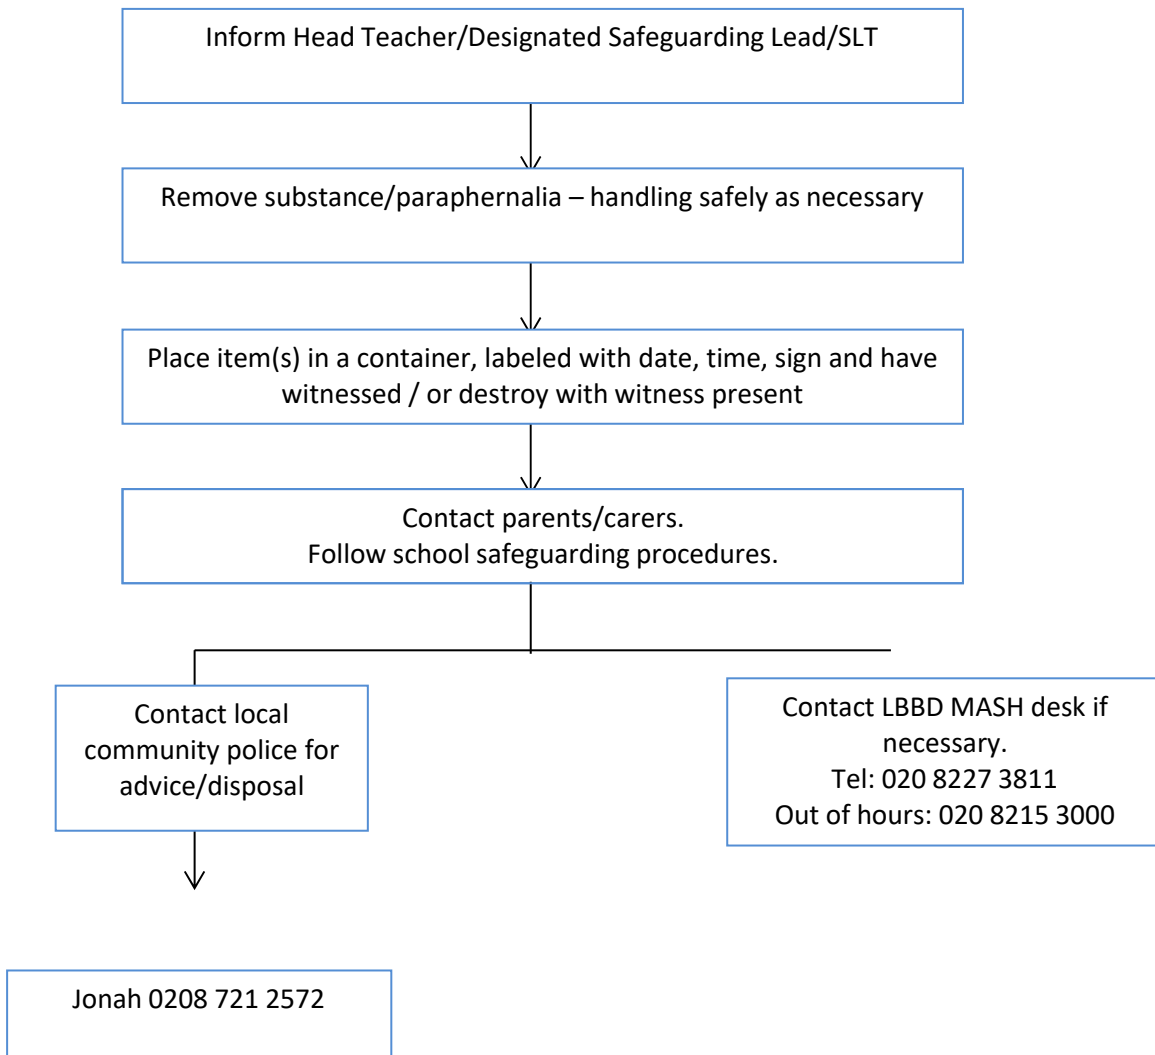 Inform Head Teacher/Designated Safeguarding Lead/SLT
Remove substance/paraphernalia – handling safely as necessary
Place item(s) in a container, labeled with date, time, sign and have
witnessed / or destroy with witness present
Contact parents/carers.
Follow school safeguarding procedures.
Contact local
community police for
advice/disposal
Contact LBBD MASH desk if
necessary.
Tel: 020 8227 3811
Out of hours: 020 8215 3000
Jonah 0208 721 2572